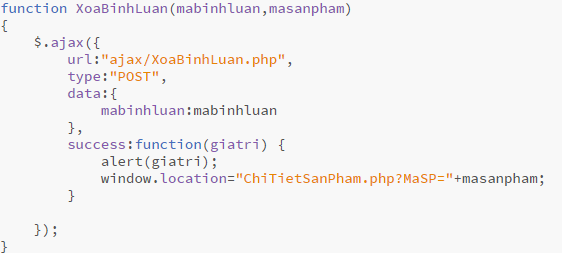 function XoaBinhLuan(mabinhluan,masanpham)
{
    $.ajax({
        url:"ajax/XoaBinhLuan.php",
        type:"POST",
        data:{
            mabinhluan:mabinhluan
        },
        success:function(giatri) {
            alert(giatri);
            window.location="ChiTietSanPham.php?MaSP="+masanpham;
        }

    });
}